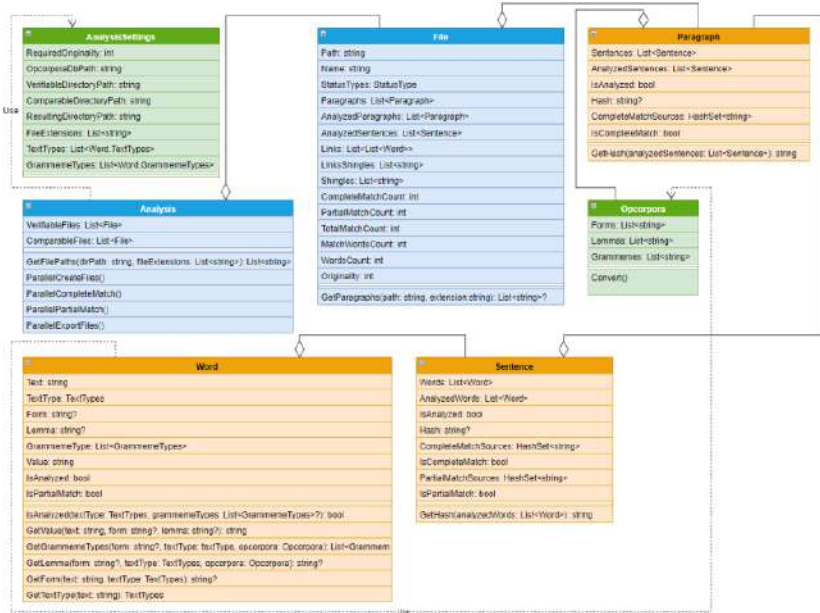 AnalysisSettings
RequiredOriginality: int
OpcorporaDbPath: string
VerifiableDirectoryPath: string
ComparableDirectoryPath: string
ResultingDirectoryPath: string
FileExtensions: List<string>
TextTypes: List<Word.TextTypes>
GrammemeTypes: List<Word.GrammemeTypes>
Use
Analysis
VerifiableFiles: List<File>
ComparableFiles: List<File>
GetFilePaths(dirPath: string, fileExtensions: List<string>): List<string>
ParallelCreateFiles()
ParallelCompleteMatch()
ParallelPartialMatch()
ParallelExportFiles()
File
Path: string
Name: string
StatusTypes: StatusType
Paragraphs: List<Paragraph>
AnalyzedParagraphs: List<Paragraph>
AnalyzedSentences: List<Sentence>
Links: List<List<Word>>
LinksShingles: List<string>
Shingles: List<string>
CompleteMatchCount: int
PartialMatchCount: int
TotalMatchCount: int
MatchWordsCount: int
WordsCount: int
Originality: int
GetParagraphs(path: string, extension:string): List<string>?
Paragraph
Sentences: List<Sentence>
AnalyzedSentences: List<Sentence>
IsAnalyzed: bool
Hash: string?
CompleteMatchSources: HashSet<string>
IsCompleteMatch: bool
GetHash(analyzedSentences: List<Sentence>): string
Opcorpora
Forms: List<string>
Lemmas: List<string>
Grammemes: List<string>
Convert()
Word
Text: string
TextType: TextTypes
Form: string?
Lemma: string?
GrammemeType: List<GrammemeTypes>
Value: string
IsAnalyzed: bool
IsPartialMatch: bool
IsAnalyzed(textType: TextTypes, grammemeTypes: List<GrammemeTypes>?): bool
GetValue(text: string, form: string?, lemma: string?): string
GetGrammemeTypes(form: string?, textType: textType, opcorpora: Opcorpora): List<Grammem
GetLemma(form: string?, textType: TextTypes, opcorpora: Opcorpora): string?
GetForm(text: string, textType: TextTypes): string?
GetTextType(text: string): TextTypes
Sentence
Words: List<Word>
AnalyzedWords: List<Word>
IsAnalyzed: bool
Hash: string?
CompleteMatchSources: HashSet<string>
IsCompleteMatch: bool
PartialMatchSources: HashSet<string>
IsPartialMatch: bool
GetHash(analyzedWords: List<Word>): string
Use